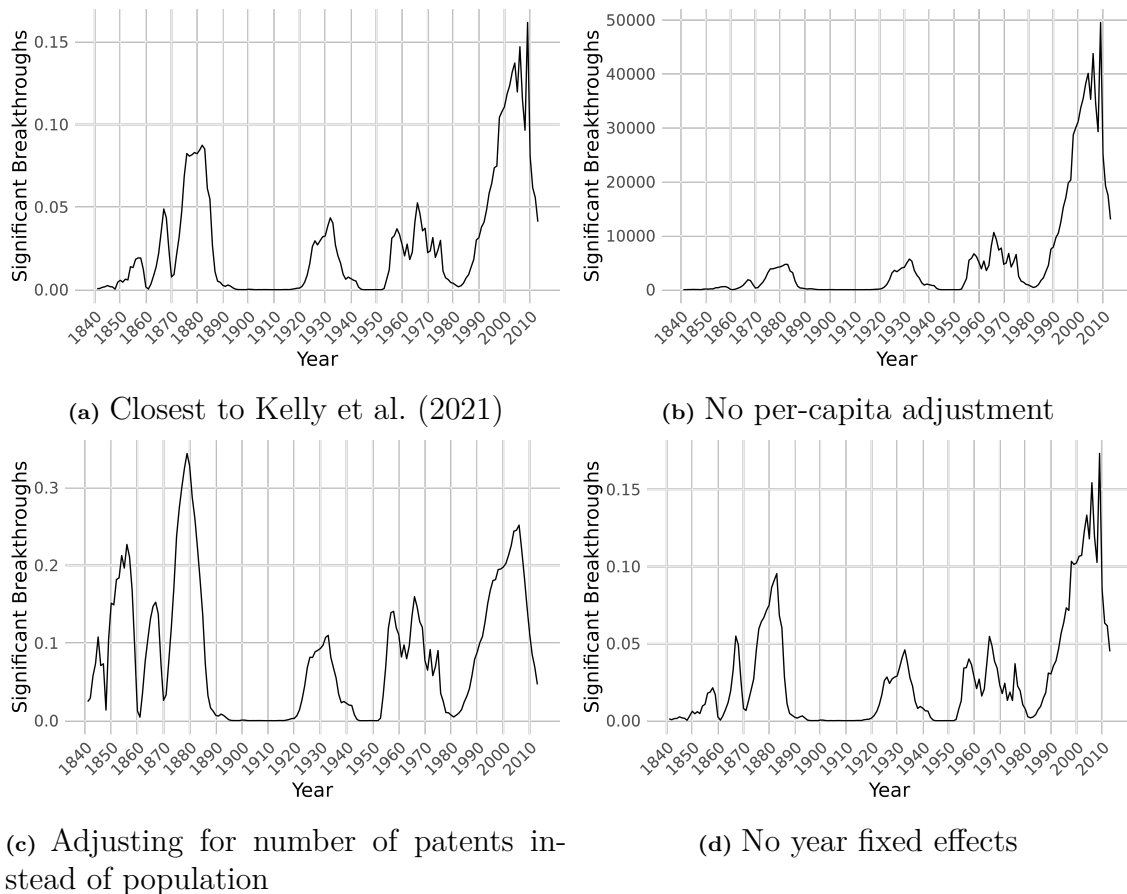 Significant Breakthroughs
0.15
0.10
0.05
0.00
1840 1850 1860 1870 1880 1890 1900 1910 1920 1930 1940 1950 1960 1970 1980 1990 2000 2010
Year
(a) Closest to Kelly et al. (2021)
Significant Breakthroughs
50000
40000
30000
20000
10000
0
1840 1850 1860 1870 1880 1890 1900 1910 1920 1930 1940 1950 1960 1970 1980 1990 2000 2010
Year
(b) No per-capita adjustment
Significant Breakthroughs
0.3
0.2
0.1
0.0
1840 1850 1860 1870 1880 1890 1900 1910 1920 1930 1940 1950 1960 1970 1980 1990 2000 2010
Year
(c) Adjusting for number of patents in-
stead of population
Significant Breakthroughs
0.15
0.10
0.05
0.00
1840 1850 1860 1870 1880 1890 1900 1910 1920 1930 1940 1950 1960 1970 1980 1990 2000 2010
Year
(d) No year fixed effects